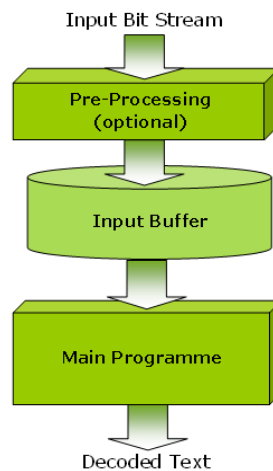 Input Bit Stream
Pre-Processing
(optional)
Input Buffer
Main Programme
Decoded Text